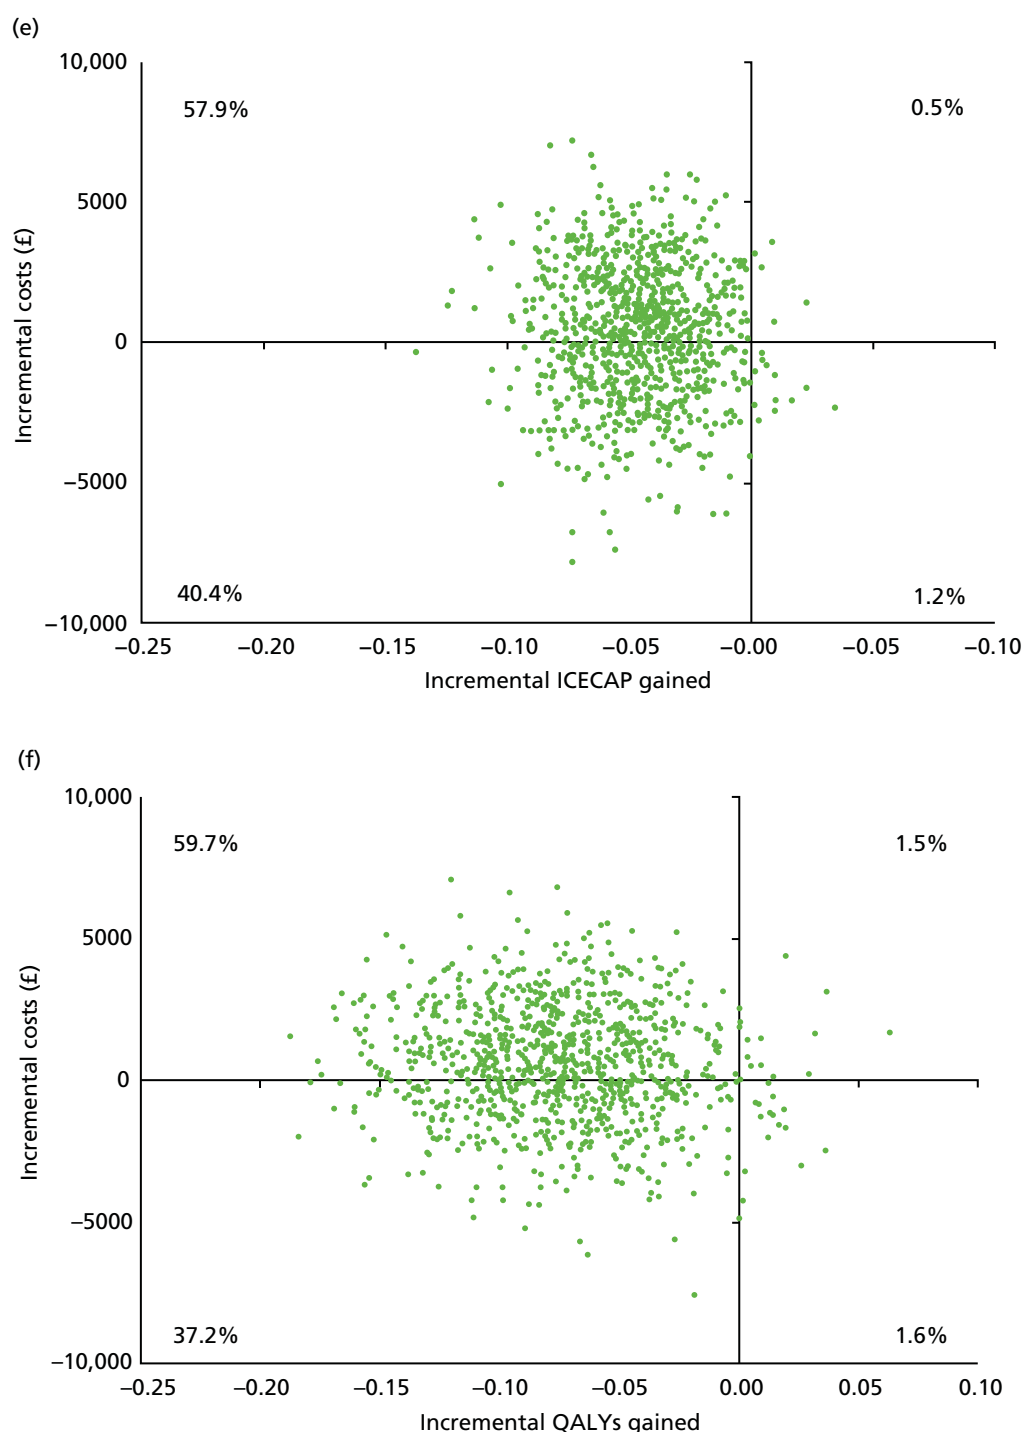 (e)
10,000
57.9%
0.5%
5000
Incremental costs (£)
0
−5000
40.4%
1.2%
−10,000
−0.25 −0.20 −0.15 −0.10 −0.05 −0.00 −0.05 −0.10
Incremental ICECAP gained
(f)
10,000
59.7%
1.5%
5000
Incremental costs (£)
0
−5000
37.2%
1.6%
−10,000
−0.25 −0.20 −0.15 −0.10 −0.05 0.00 0.05 0.10
Incremental QALYs gained